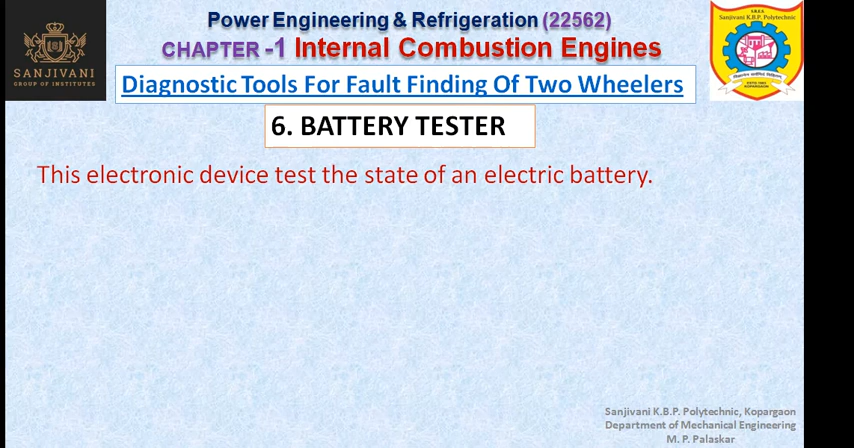 Power Engineering & Refrigeration (22562)
CHAPTER -1 Internal Combustion Engines
SANJIVANI
GROUP OF INSTITUTES
Sanjivani K.B.P. Polytechnic
Diagnostic Tools For Fault Finding Of Two Wheelers
6. BATTERY TESTER
This electronic device test the state of an electric battery.
Sanjivani K.B.P. Polytechnic, Kopargaon
Department of Mechanical Engineering
M. P. Palaskar